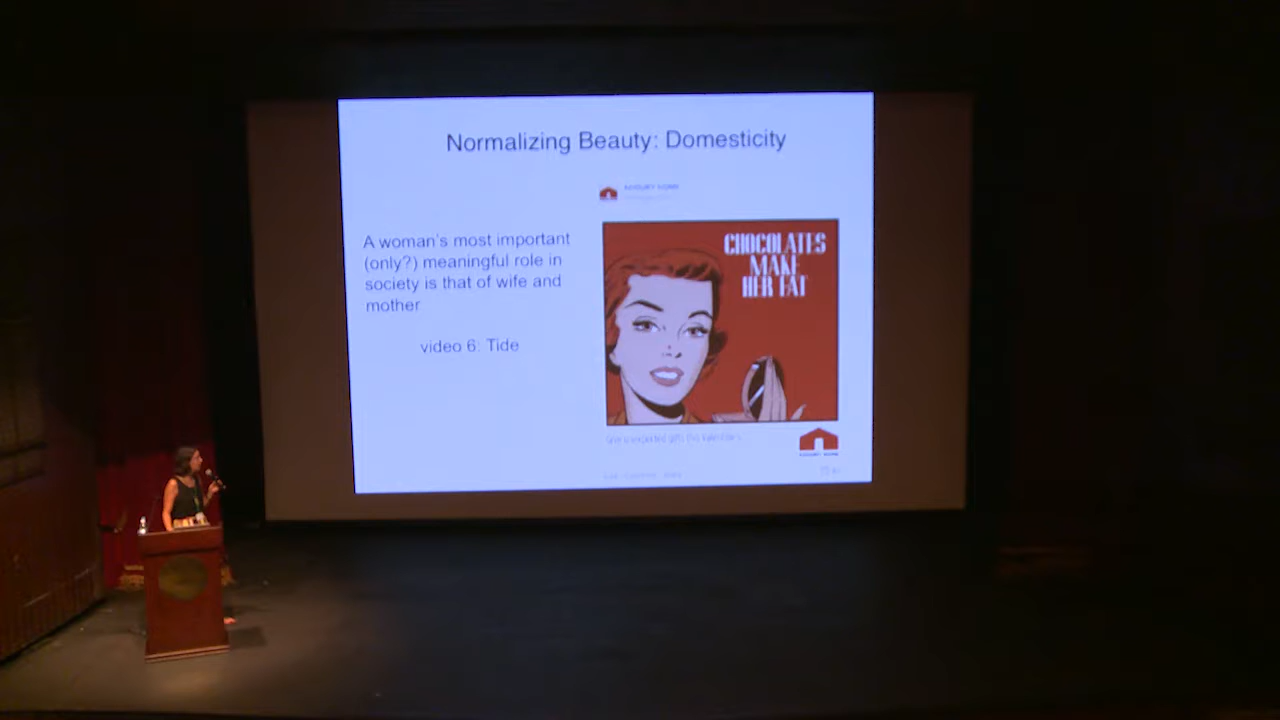 Normalizing Beauty: Domesticity
A woman's most important
(only?) meaningful role in
society is that of wife and
mother
video 6: Tide
CHOCOLATES
MAKE
HER FAT